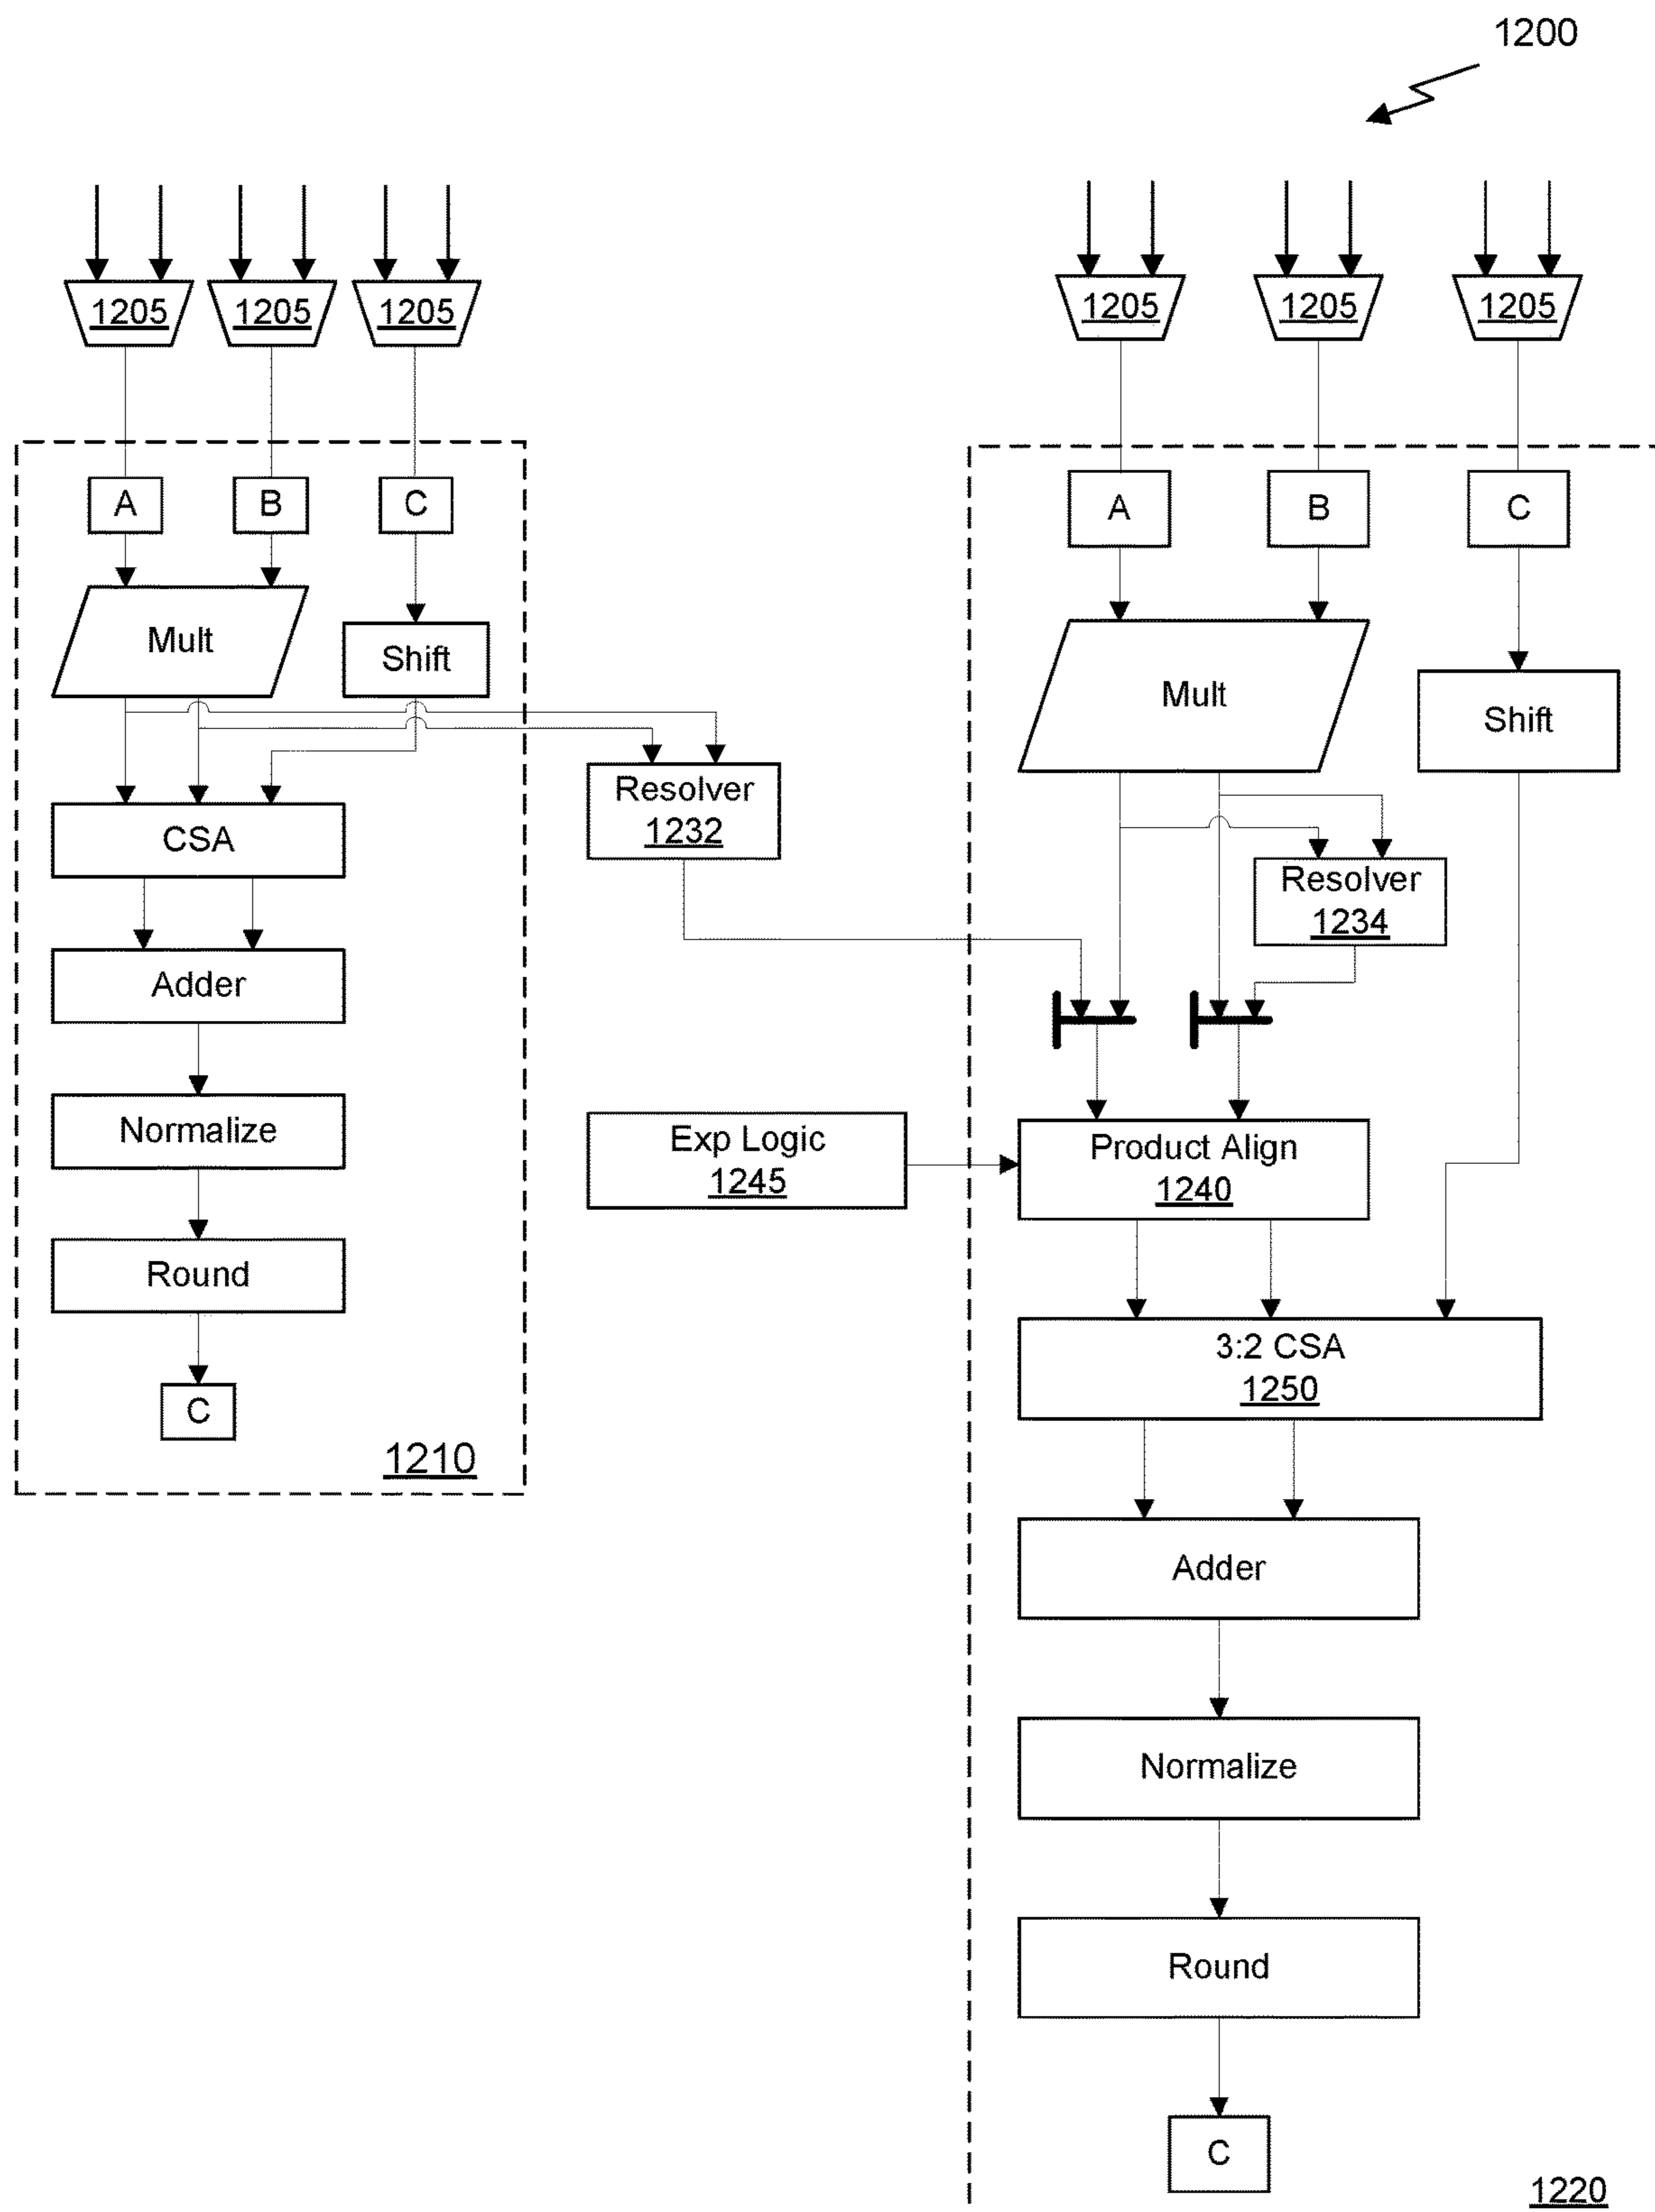 1200
1205 1205 1205
1205 1205 1205
A B C
Mult
Shift
CSA
Adder
Normalize
Round
C
1210
Resolver
1232
Exp Logic
1245
A B C
Mult
Shift
Resolver
1234
Product Align
1240
3:2 CSA
1250
Adder
Normalize
Round
C
1220